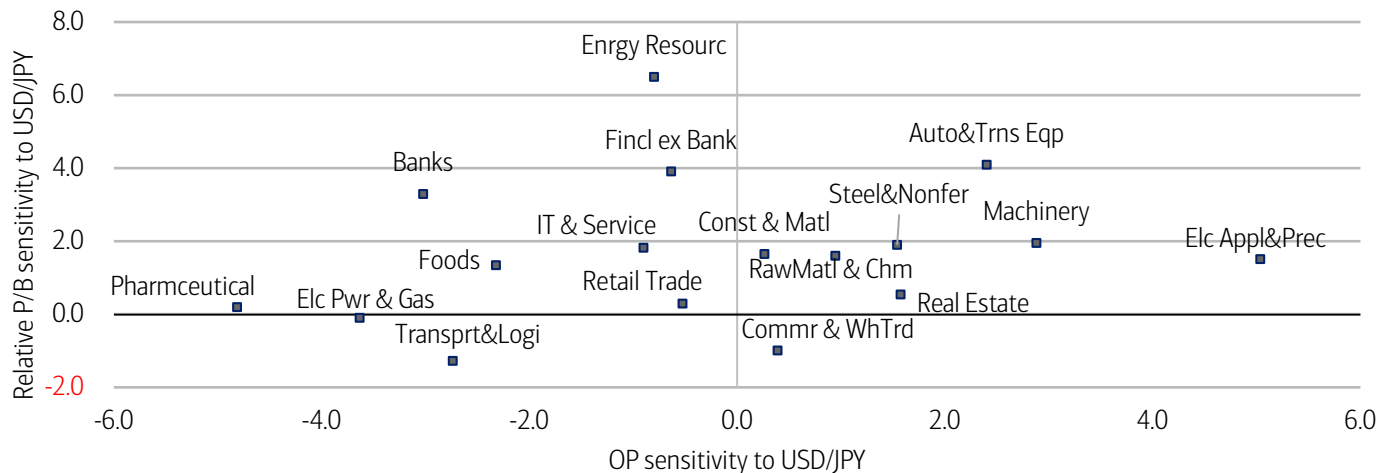 8.0
Enrgy Resourc
6.0
Fincl ex Bank
Auto&Trns Eqp
Banks
4.0
Steel&Nonfer
IT & Service
Const & Matl
Machinery
Elc Appl&Prec
2.0
Foods
Retail Trade
RawMatl & Chm
Pharmceutical
Elc Pwr & Gas
Real Estate
0.0
Transprt&Logi
Commr & WhTrd
-2.0
Relative P/B sensitivity to USD/JPY
-6.0 -4.0 -2.0 0.0 2.0 4.0 6.0
OP sensitivity to USD/JPY